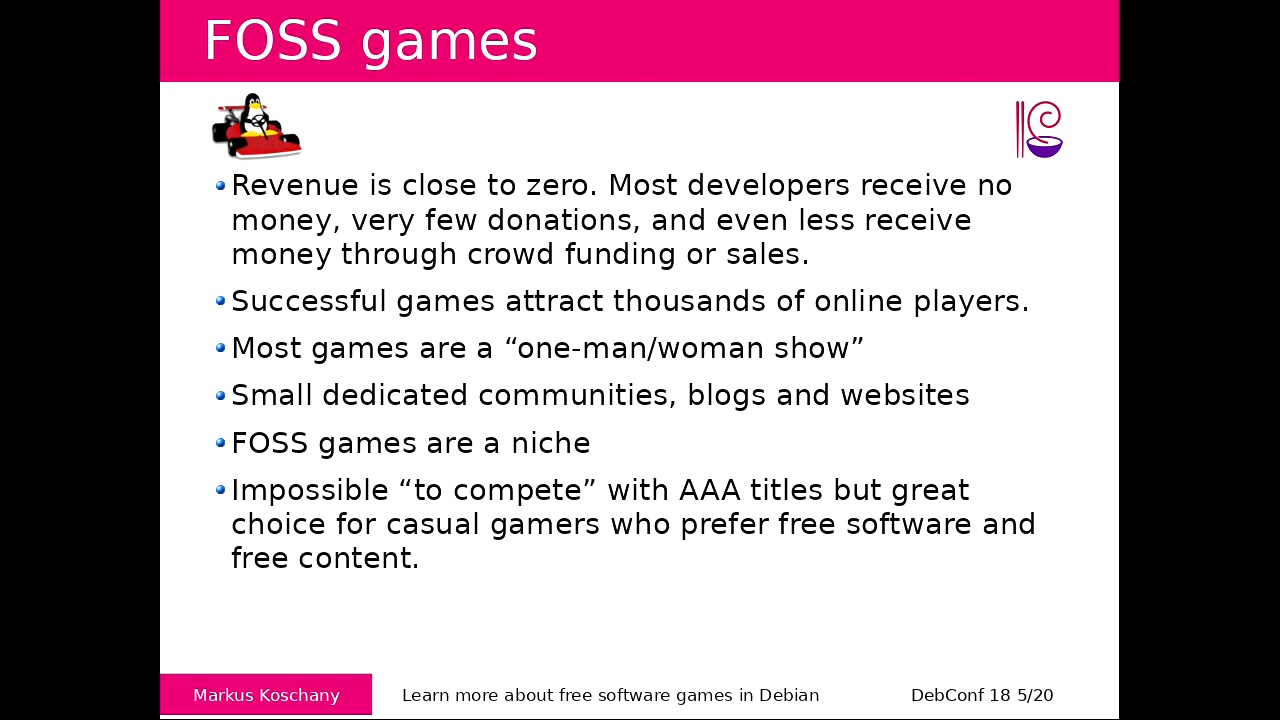 FOSS games
Revenue is close to zero. Most developers receive no
money, very few donations, and even less receive
money through crowd funding or sales.
Successful games attract thousands of online players.
Most games are a “one-man/woman show”
Small dedicated communities, blogs and websites
FOSS games are a niche
Impossible “to compete” with AAA titles but great
choice for casual gamers who prefer free software and
free content.
Markus Koschany Learn more about free software games in Debian DebConf 18 5/20